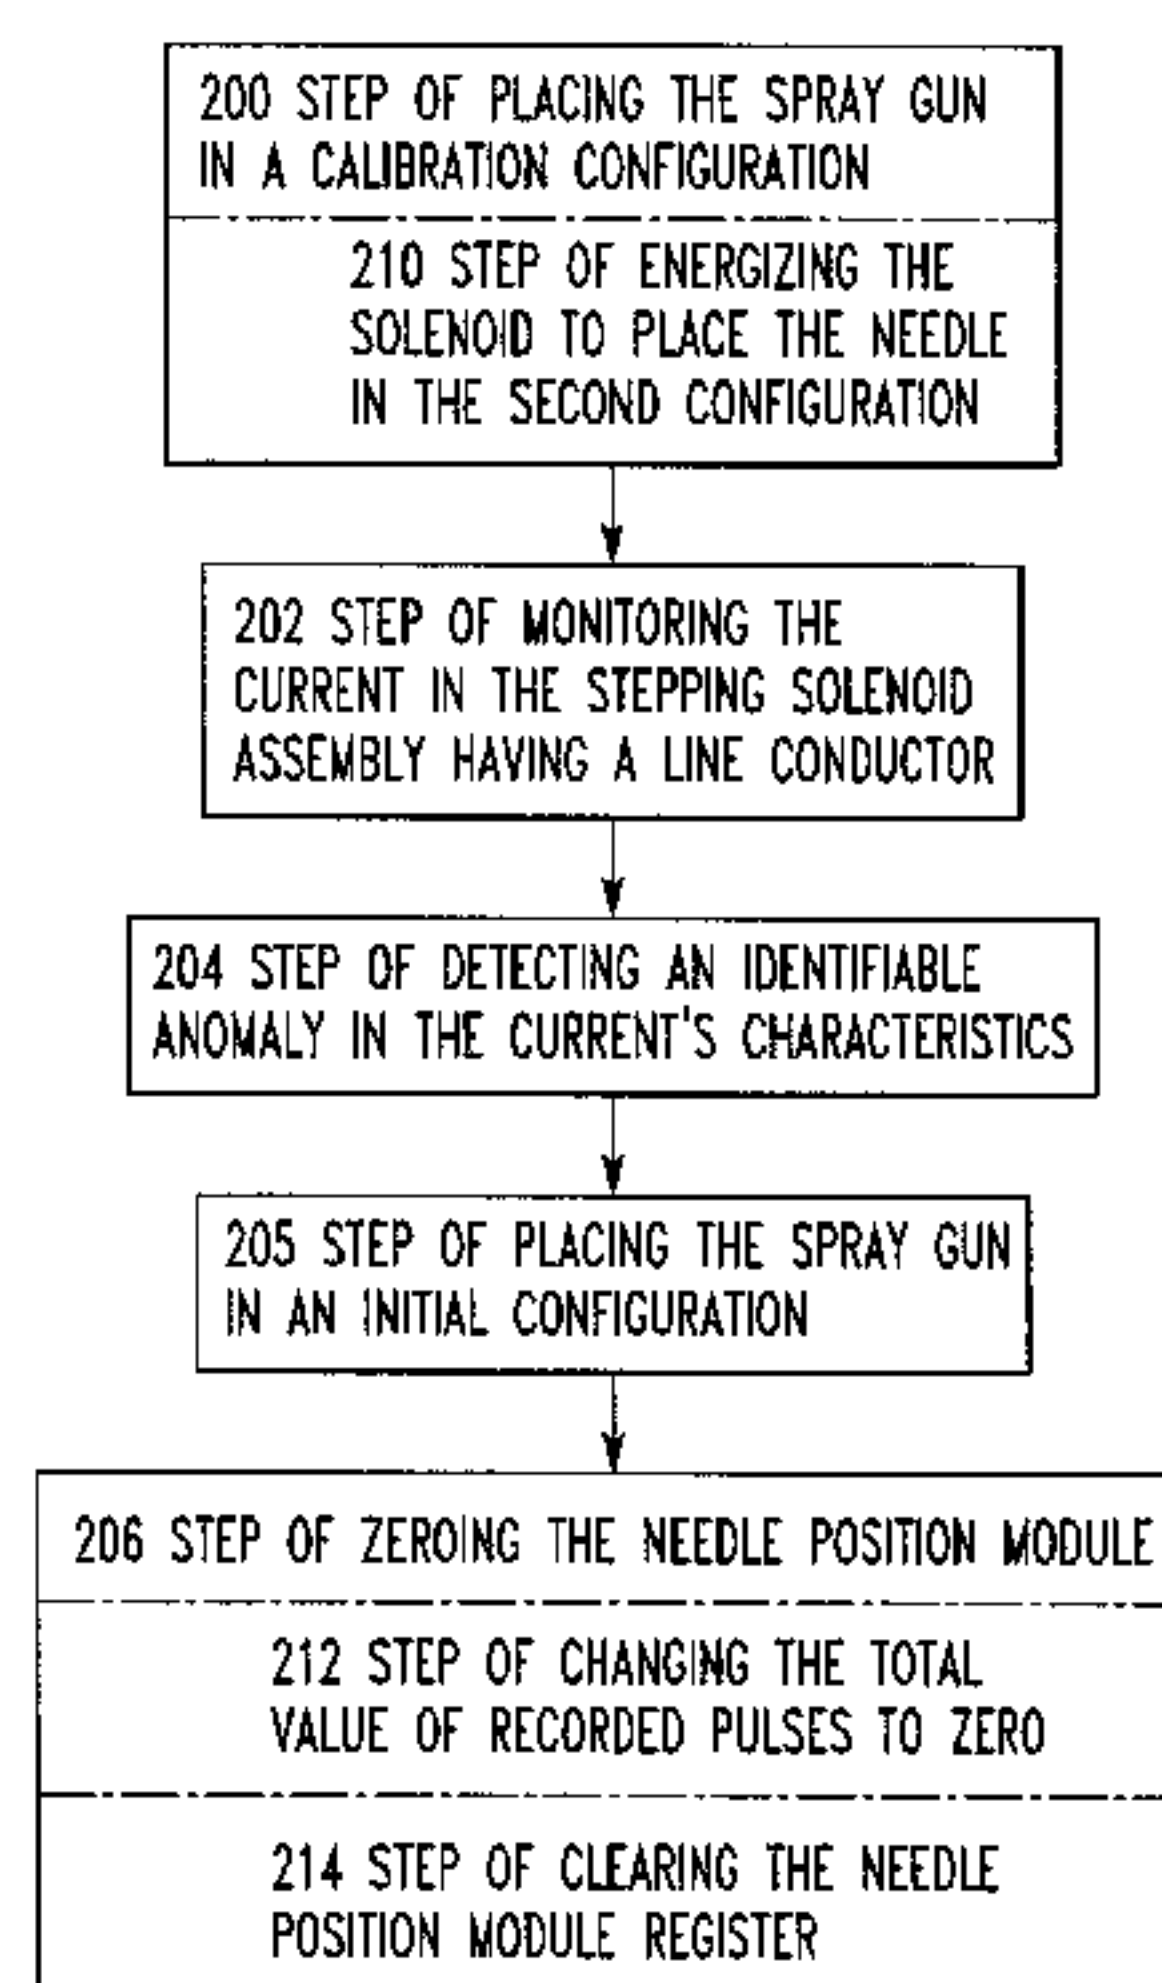 200 STEP OF PLACING THE SPRAY GUN
IN A CALIBRATION CONFIGURATION
210 STEP OF ENERGIZING THE
SOLENOID TO PLACE THE NEEDLE
IN THE SECOND CONFIGURATION
202 STEP OF MONITORING THE
CURRENT IN THE STEPPING SOLENOID
ASSEMBLY HAVING A LINE CONDUCTOR
204 STEP OF DETECTING AN IDENTIFIABLE
ANOMALY IN THE CURRENT'S CHARACTERISTICS
205 STEP OF PLACING THE SPRAY GUN
IN AN INITIAL CONFIGURATION
206 STEP OF ZEROING THE NEEDLE POSITION MODULE
212 STEP OF CHANGING THE TOTAL
VALUE OF RECORDED PULSES TO ZERO
214 STEP OF CLEARING THE NEEDLE
POSITION MODULE REGISTER